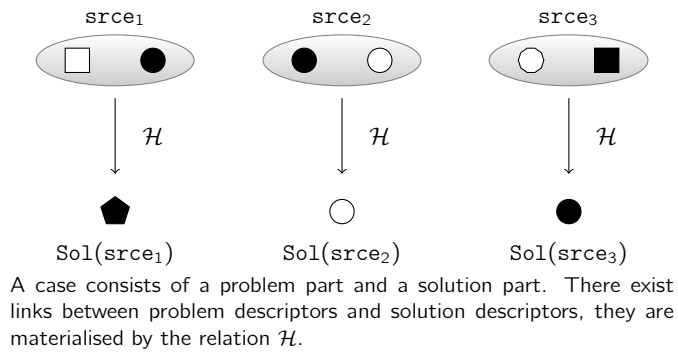 srce₁ srce₂ srce₃
ℋ ℋ ℋ
Sol(srce₁) Sol(srce₂) Sol(srce₃)
A case consists of a problem part and a solution part. There exist
links between problem descriptors and solution descriptors, they are
materialised by the relation ℋ.